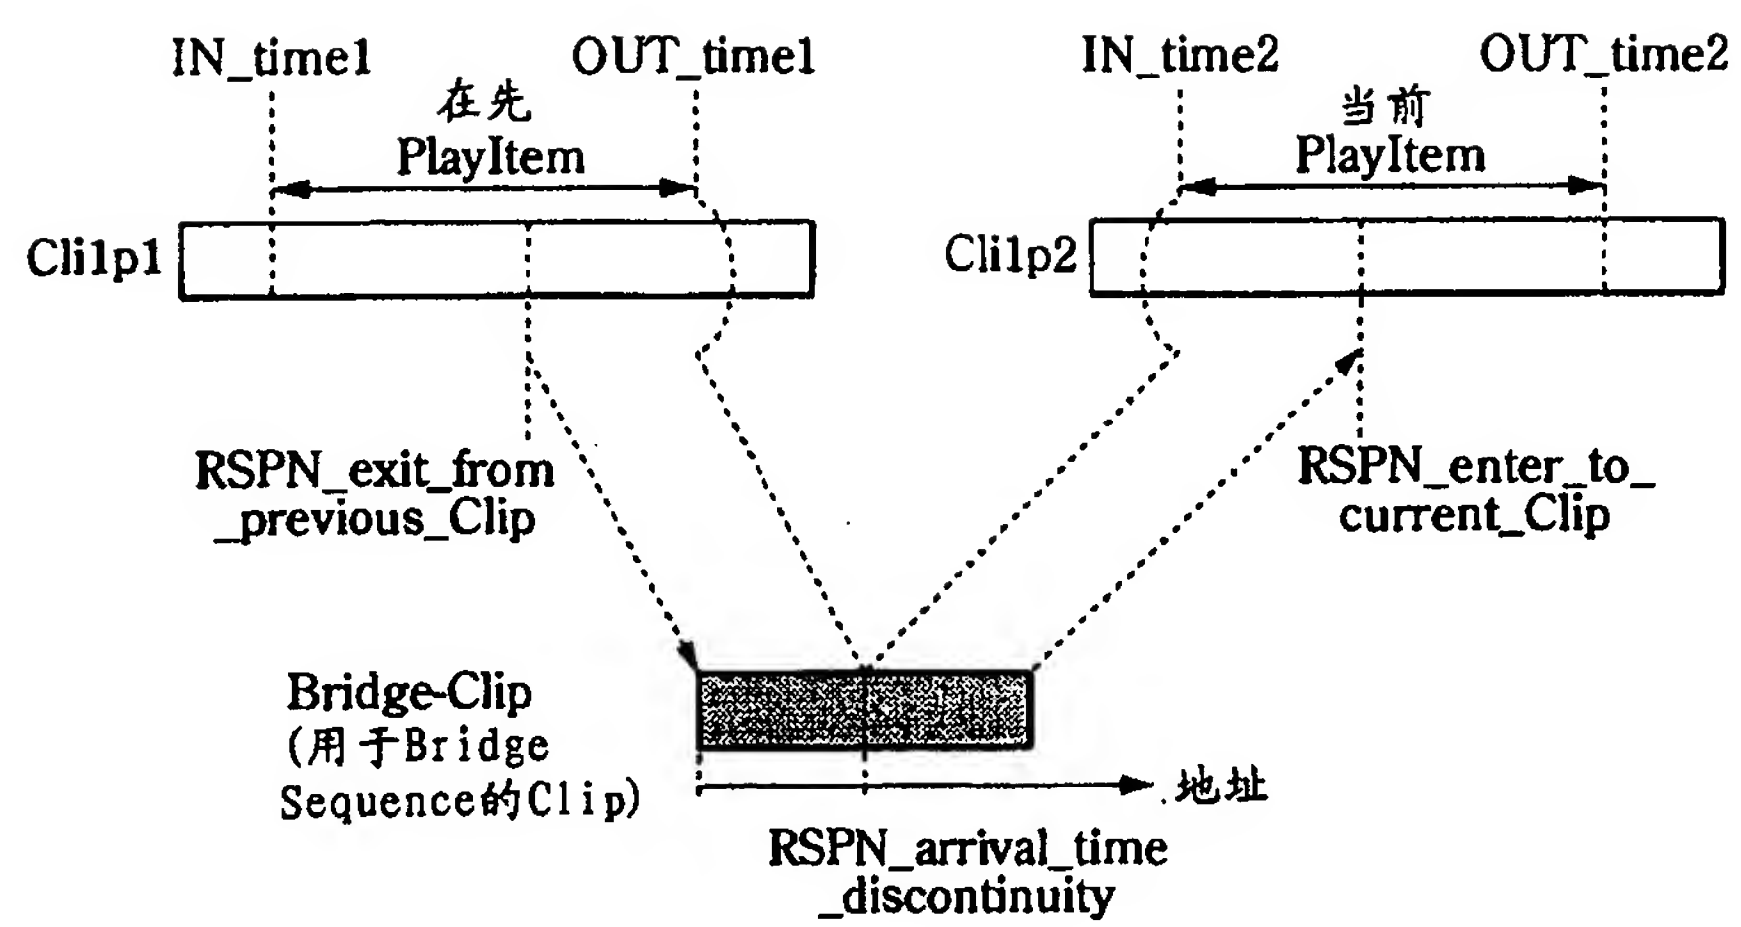 IN_time1
OUT_time1
IN_time2
OUT_time2
在先
PlayItem
当前
PlayItem
Cli1p1
Cli1p2
RSPN_exit_from
_previous_Clip
RSPN_enter_to_
current_Clip
Bridge-Clip
(用于Bridge
Sequence的Clip)
地址
RSPN_arrival_time
_discontinuity